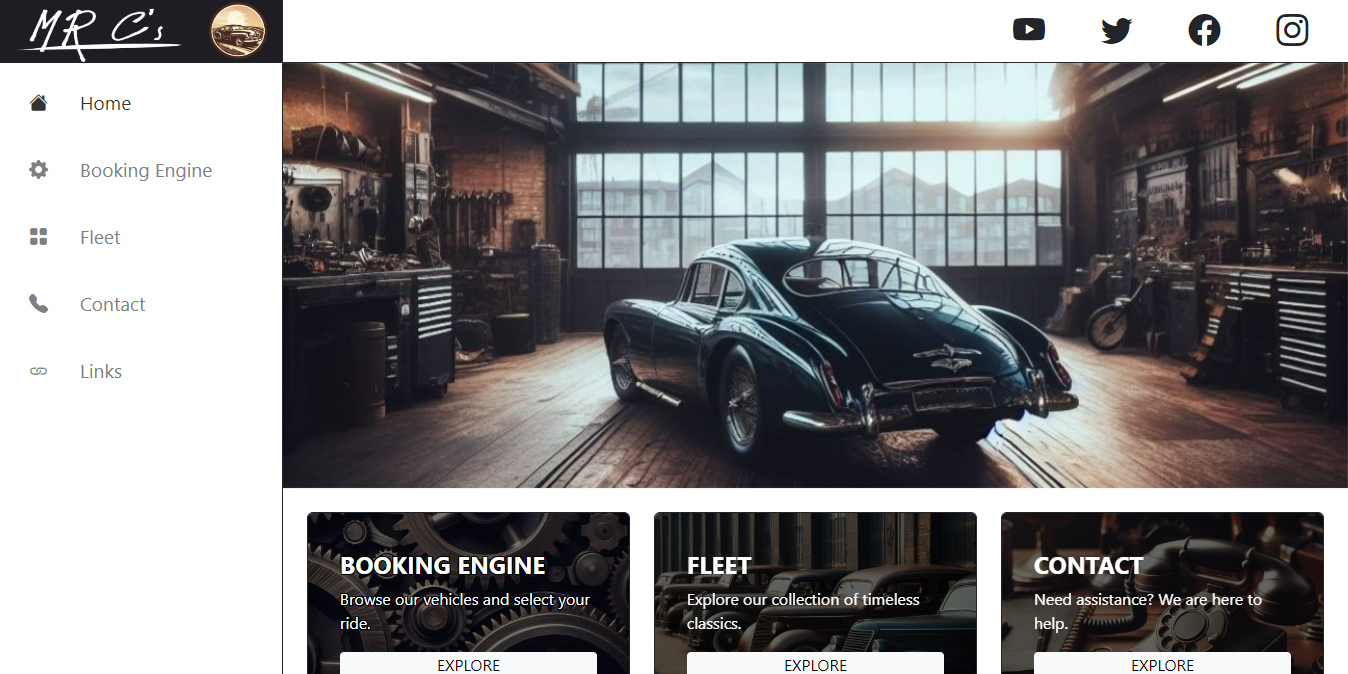 MR C's
Home
Booking Engine
Fleet
Contact
Links
BOOKING ENGINE
Browse our vehicles and select your
ride.
EXPLORE
FLEET
Explore our collection of timeless
classics.
EXPLORE
CONTACT
Need assistance? We are here to
help.
EXPLORE